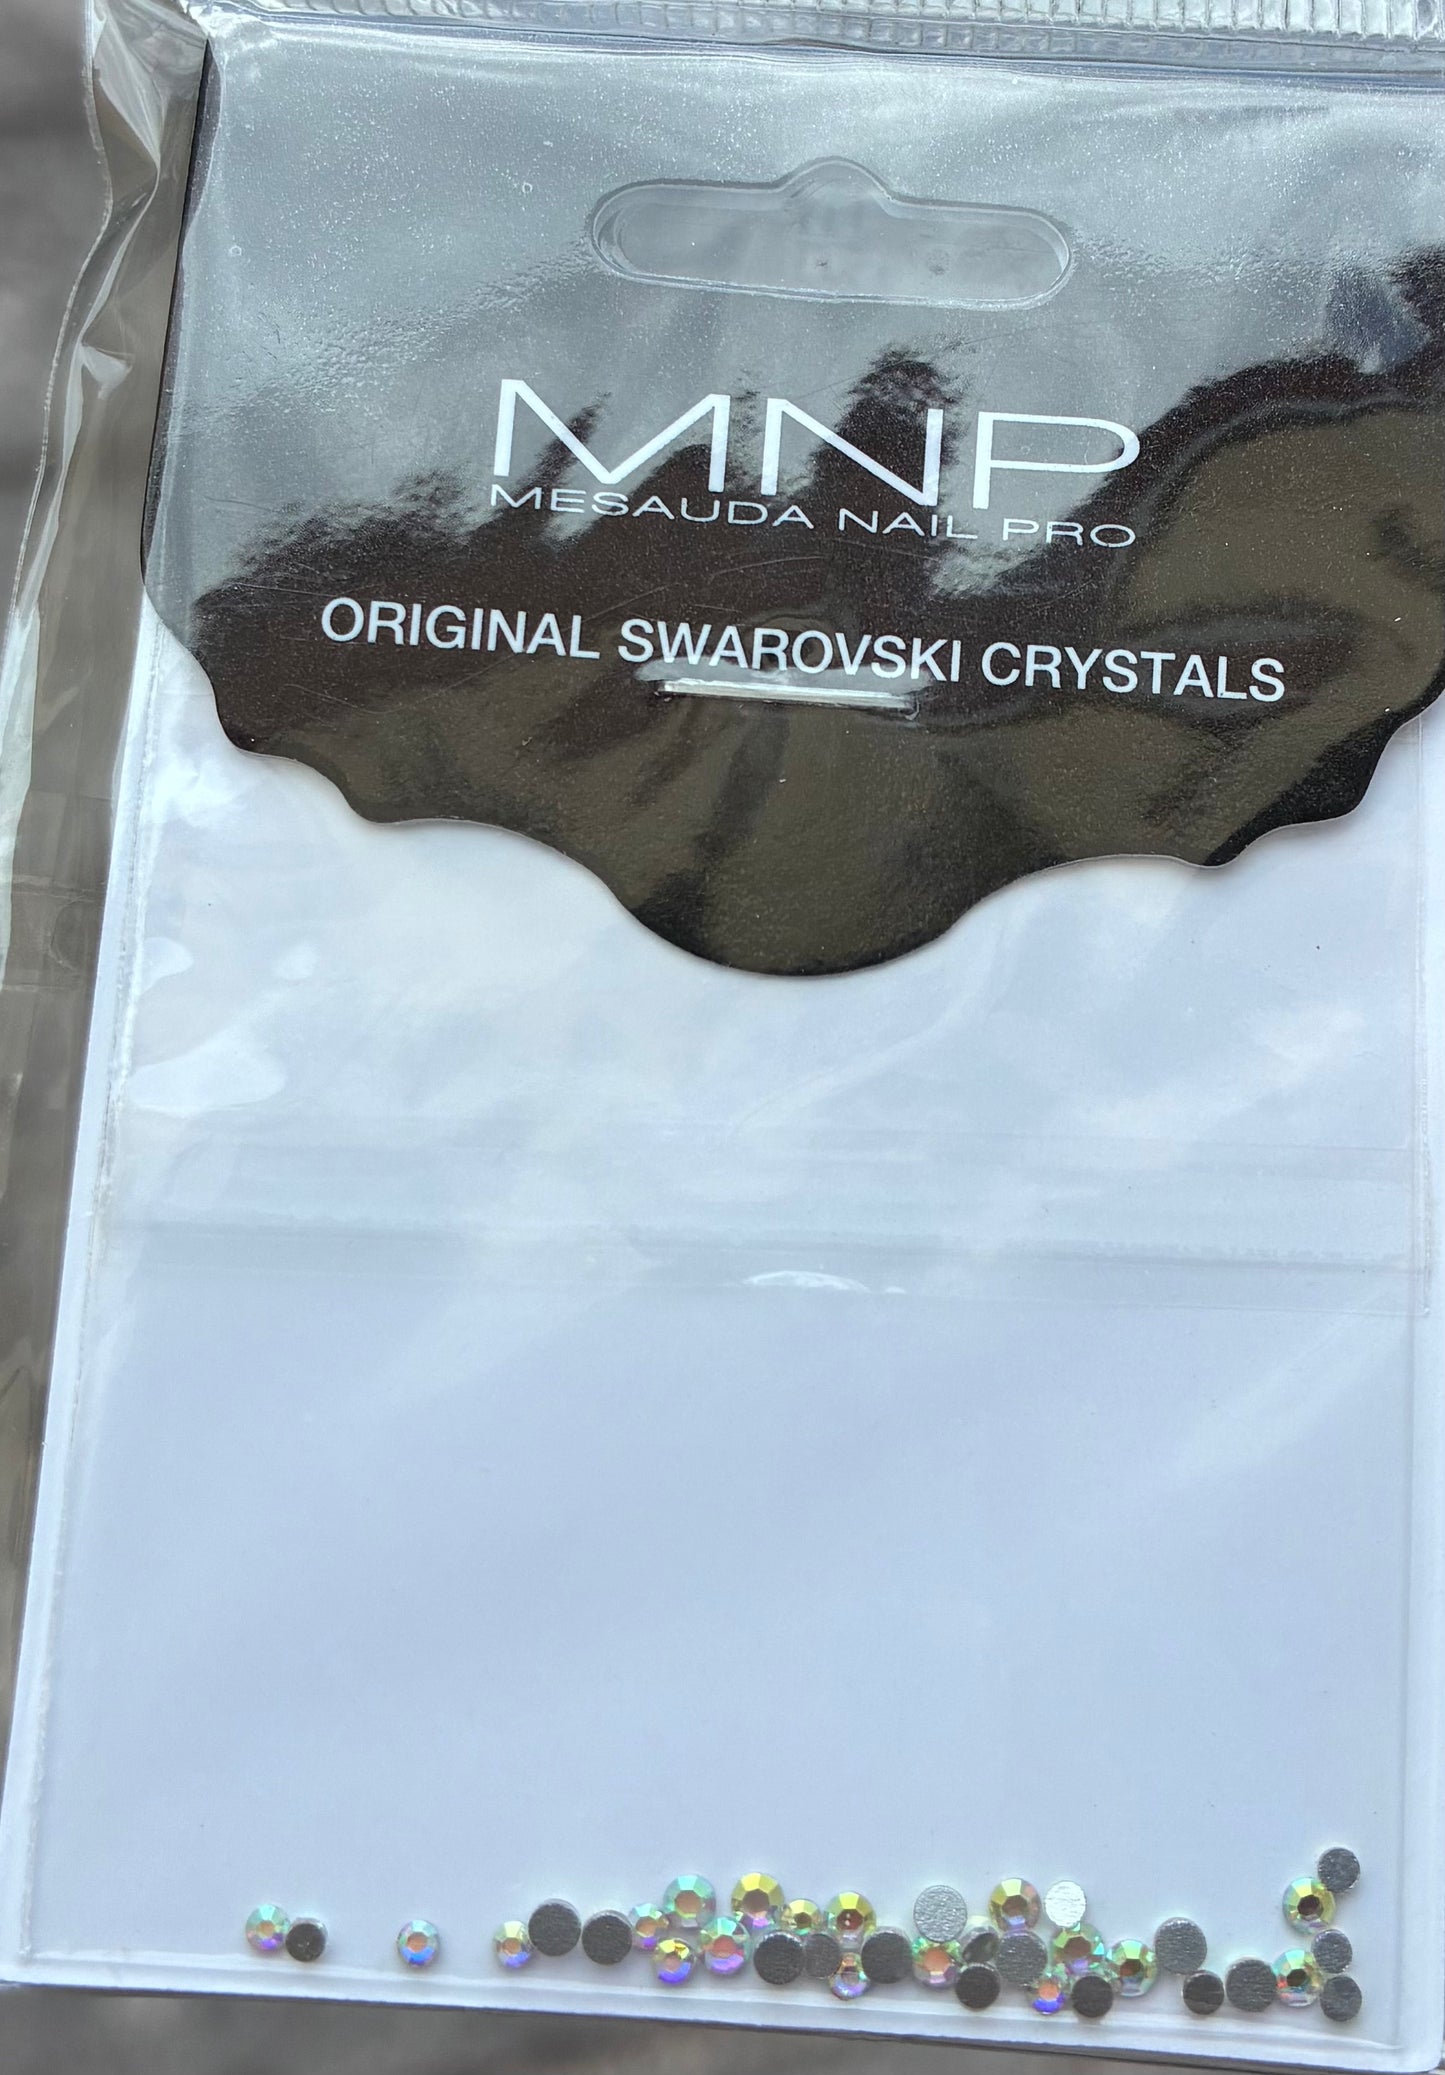 MNP
MESAUDA NAIL PRO
ORIGINAL SWAROVSKI CRYSTALS